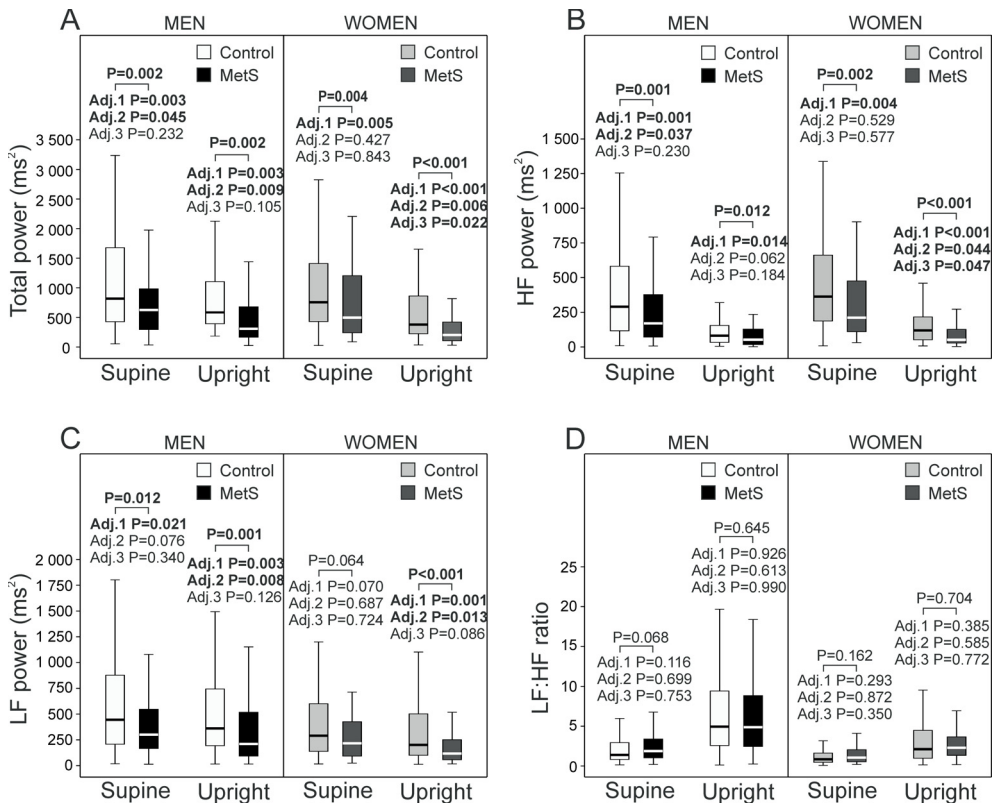 A
MEN
WOMEN
Control
MetS
Control
MetS
P=0.002
Adj.1 P=0.003
Adj.2 P=0.045
Adj.3 P=0.232
P=0.002
Adj.1 P=0.003
Adj.2 P=0.009
Adj.3 P=0.105
P=0.004
Adj.1 P=0.005
Adj.2 P=0.427
Adj.3 P=0.843
P<0.001
Adj.1 P<0.001
Adj.2 P=0.006
Adj.3 P=0.022
Total power (ms²)
3 500
3 000
2 500
2 000
1 500
1 000
500
0
Supine
Upright
Supine
Upright
B
MEN
WOMEN
Control
MetS
Control
MetS
P=0.001
Adj.1 P=0.001
Adj.2 P=0.037
Adj.3 P=0.230
P=0.012
Adj.1 P=0.014
Adj.2 P=0.062
Adj.3 P=0.184
P=0.002
Adj.1 P=0.004
Adj.2 P=0.529
Adj.3 P=0.577
P<0.001
Adj.1 P<0.001
Adj.2 P=0.044
Adj.3 P=0.047
HF power (ms²)
1 500
1 250
1 000
750
500
250
0
Supine
Upright
Supine
Upright
C
MEN
WOMEN
Control
MetS
Control
MetS
P=0.012
Adj.1 P=0.021
Adj.2 P=0.076
Adj.3 P=0.340
P=0.001
Adj.1 P=0.003
Adj.2 P=0.008
Adj.3 P=0.126
P=0.064
Adj.1 P=0.070
Adj.2 P=0.687
Adj.3 P=0.724
P<0.001
Adj.1 P=0.001
Adj.2 P=0.013
Adj.3 P=0.086
LF power (ms²)
2 000
1 750
1 500
1 250
1 000
750
500
250
0
Supine
Upright
Supine
Upright
D
MEN
WOMEN
Control
MetS
Control
MetS
P=0.068
Adj.1 P=0.116
Adj.2 P=0.699
Adj.3 P=0.753
P=0.645
Adj.1 P=0.926
Adj.2 P=0.613
Adj.3 P=0.990
P=0.162
Adj.1 P=0.293
Adj.2 P=0.872
Adj.3 P=0.350
P=0.704
Adj.1 P=0.385
Adj.2 P=0.585
Adj.3 P=0.772
LF:HF ratio
25
20
15
10
5
0
Supine
Upright
Supine
Upright